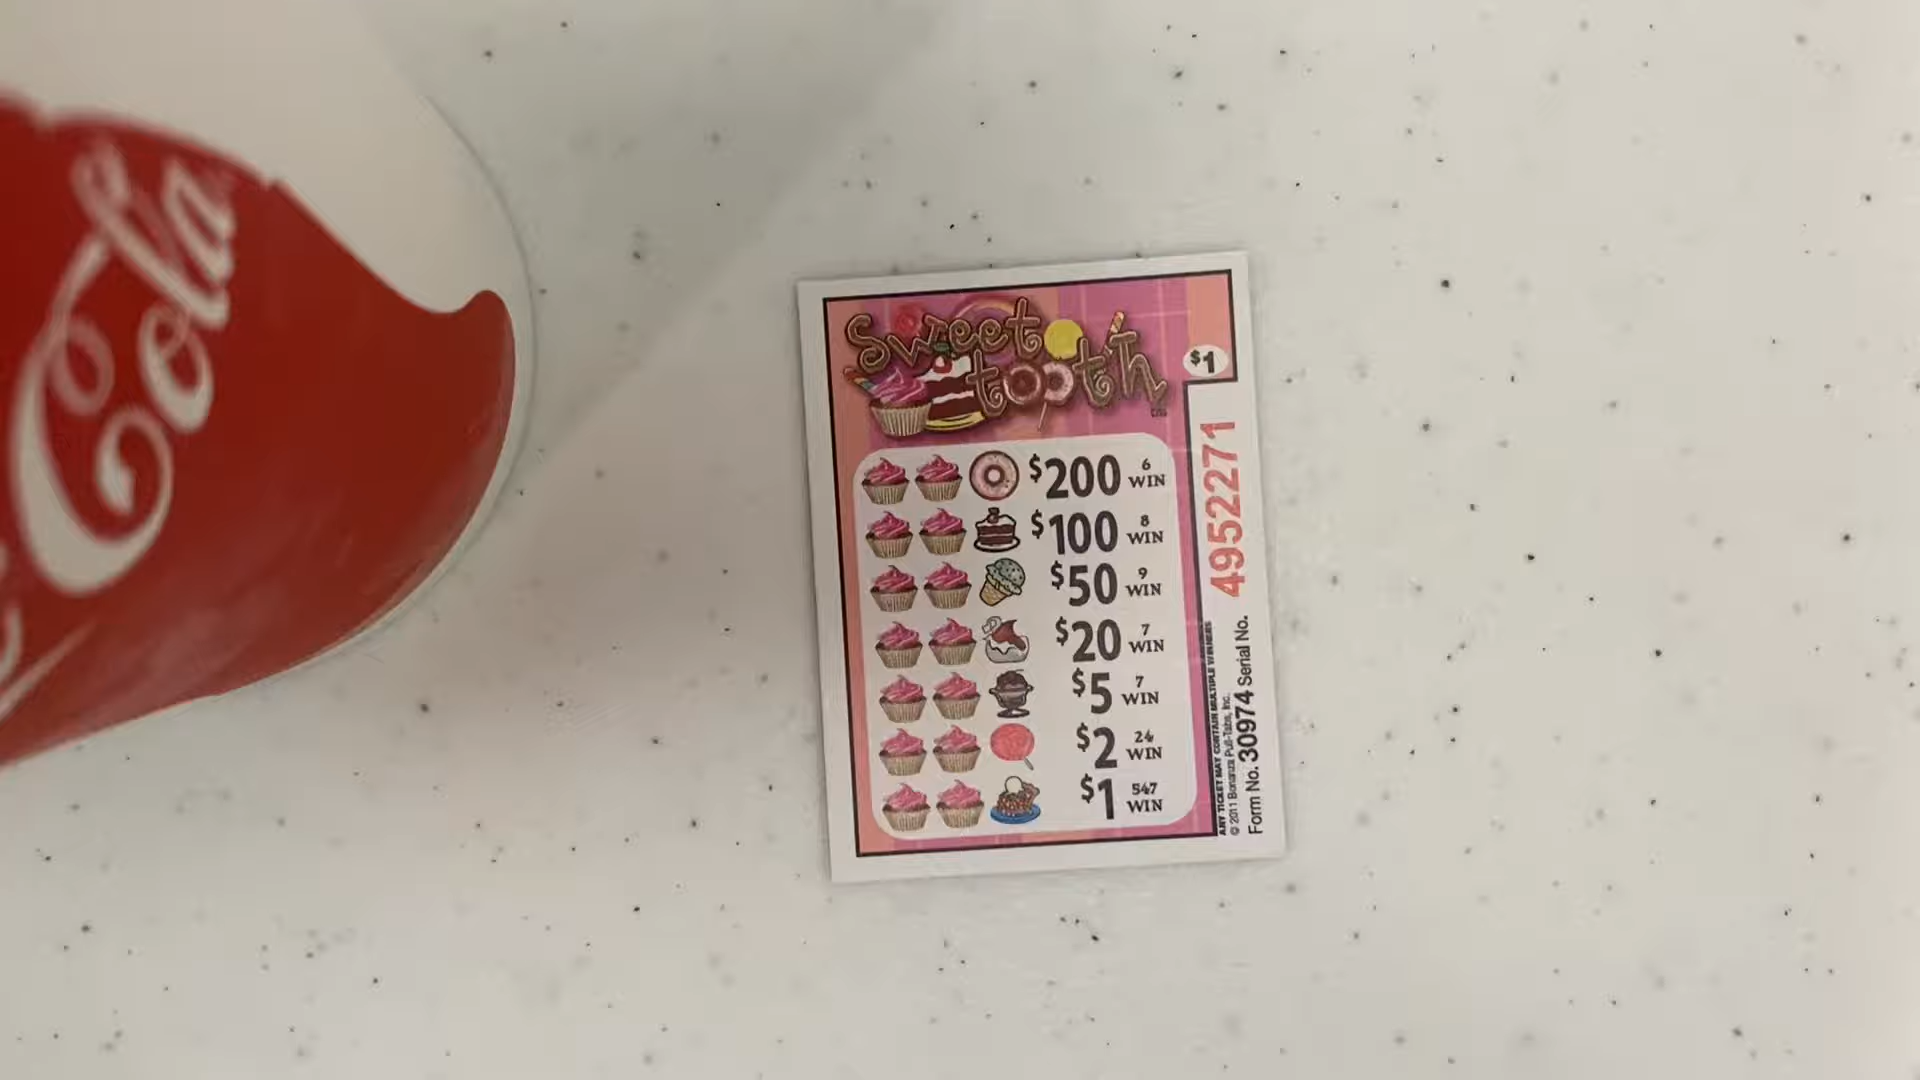 Cola
Sweet
tooth
$1
$200 6 WIN
$100 8 WIN
$50 9 WIN
$20 7 WIN
$5 7 WIN
$2 24 WIN
$1 547 WIN
ANY TICKET MAY CONTAIN MULTIPLE WINNERS
© 2011 Bonanza Pull-Tabs, Inc.
Form No. 30974 Serial No. 4952271